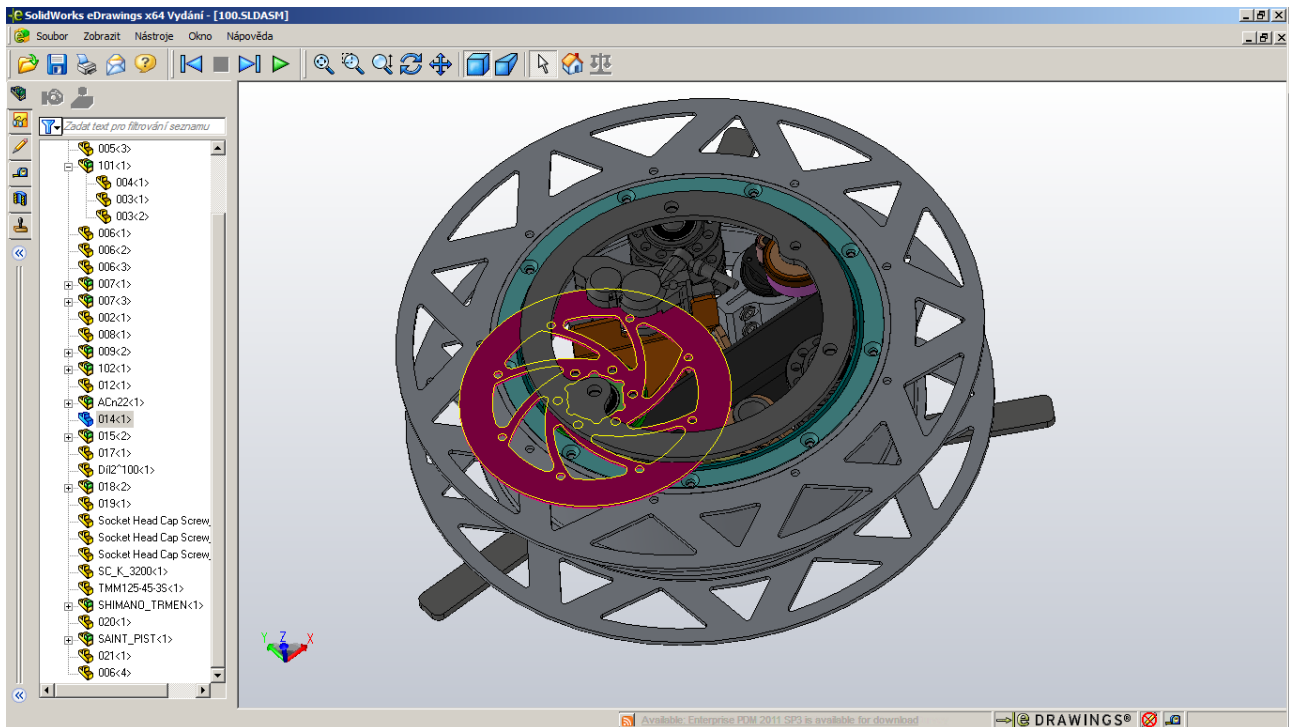 SolidWorks eDrawings x64 Vydání - [100.SLDASM]
Soubor Zobrazit Nástroje Okno Nápověda
Zadat text pro filtrování seznamu
005<3>
101<1>
004<1>
003<1>
003<2>
006<1>
006<2>
006<3>
007<1>
007<3>
002<1>
008<1>
009<2>
102<1>
012<1>
ACn22<1>
014<1>
015<2>
017<1>
Díl2^100<1>
018<2>
019<1>
Socket Head Cap Screw_
Socket Head Cap Screw_
Socket Head Cap Screw_
SC_K_3200<1>
TMM125-45-3S<1>
SHIMANO_TRMEN<1>
020<1>
SAINT_PIST<1>
021<1>
006<4>
Y Z X
Available: Enterprise PDM 2011 SP3 is available for download
e DRAWINGS®